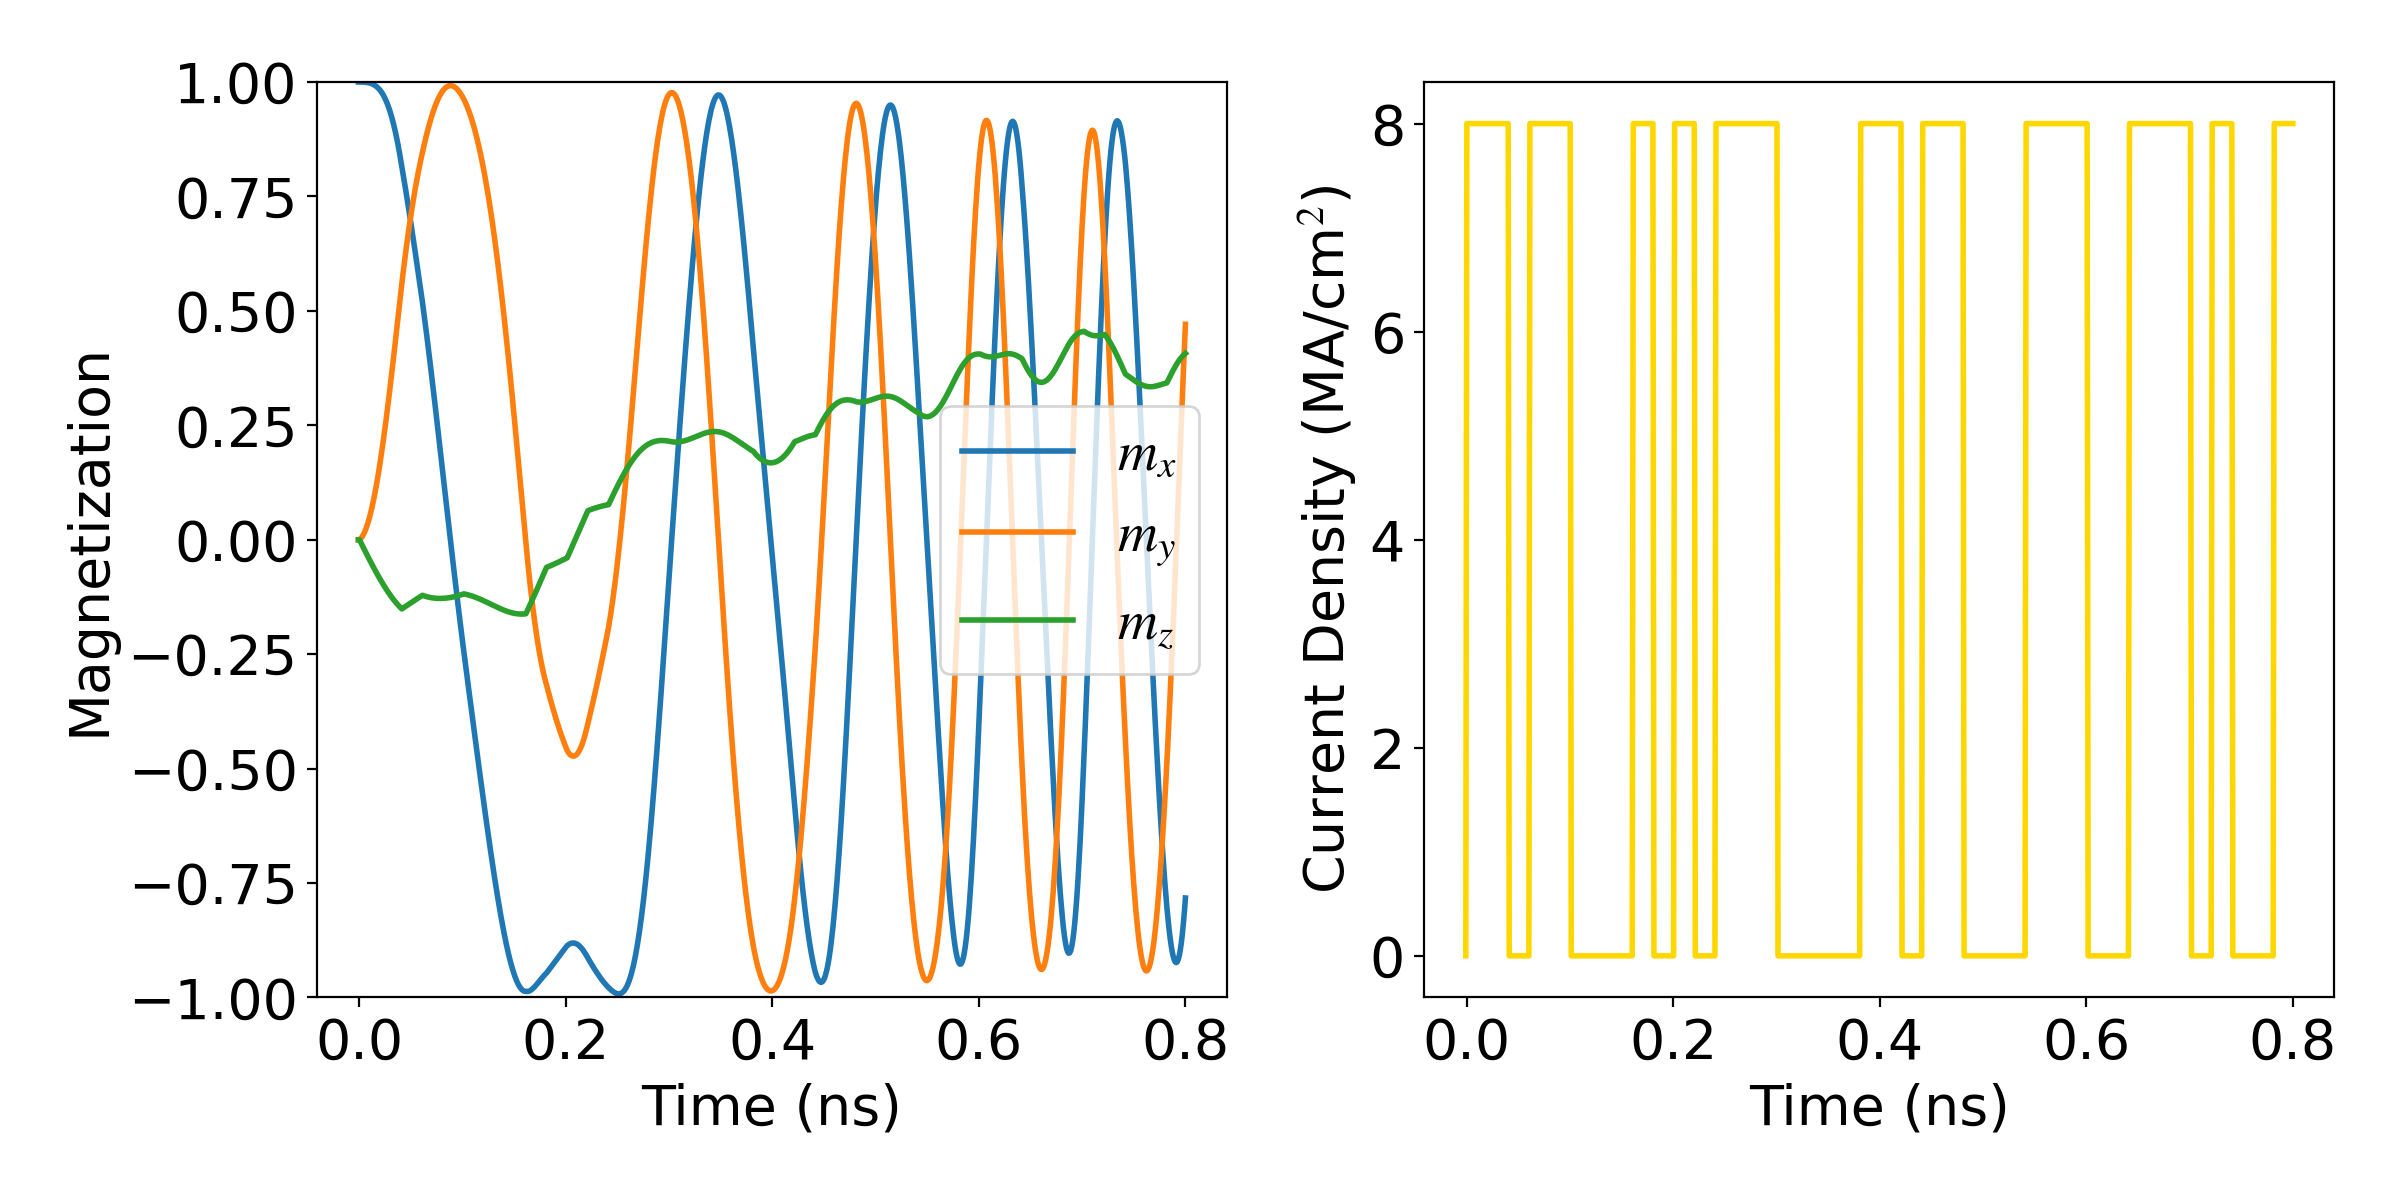 1.00
0.75
0.50
0.25
0.00
−0.25
−0.50
−0.75
−1.00
Magnetization
0.0 0.2 0.4 0.6 0.8
Time (ns)
mₓ
m_y
m_z
8
6
4
2
0
Current Density (MA/cm²)
0.0 0.2 0.4 0.6 0.8
Time (ns)